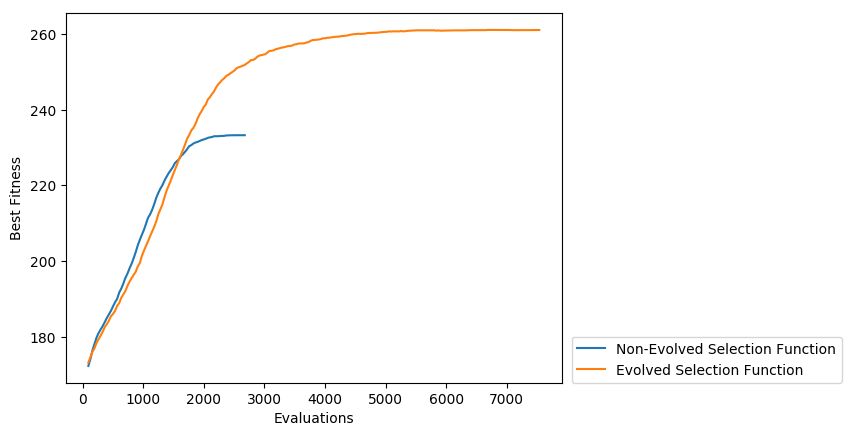 260
240
220
200
180
Best Fitness
0 1000 2000 3000 4000 5000 6000 7000
Evaluations
Non-Evolved Selection Function
Evolved Selection Function